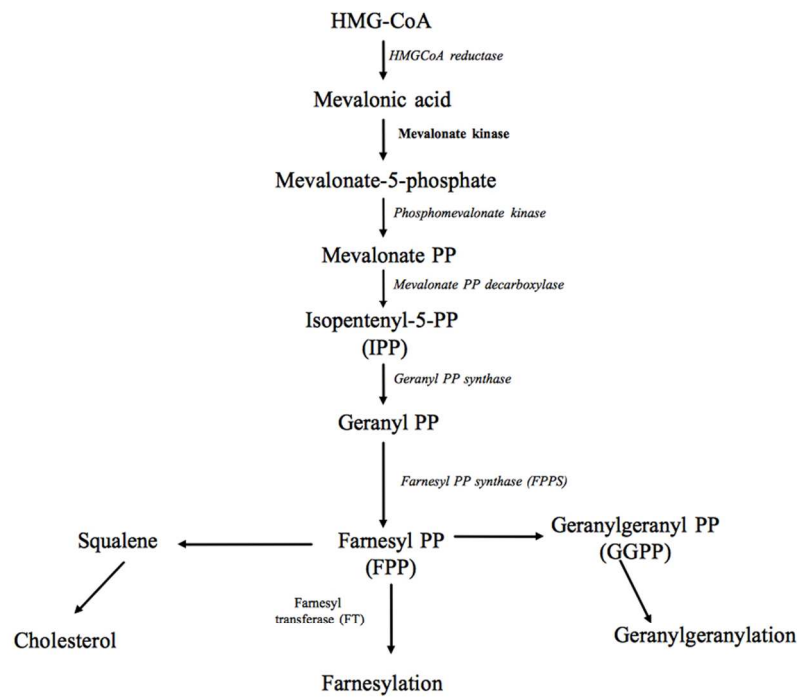 HMG-CoA
HMGCoA reductase
Mevalonic acid
Mevalonate kinase
Mevalonate-5-phosphate
Phosphomevalonate kinase
Mevalonate PP
Mevalonate PP decarboxylase
Isopentenyl-5-PP
(IPP)
Geranyl PP synthase
Geranyl PP
Farnesyl PP synthase (FPPS)
Squalene
Farnesyl PP
(FPP)
Geranylgeranyl PP
(GGPP)
Farnesyl
transferase (FT)
Cholesterol
Geranylgeranylation
Farnesylation